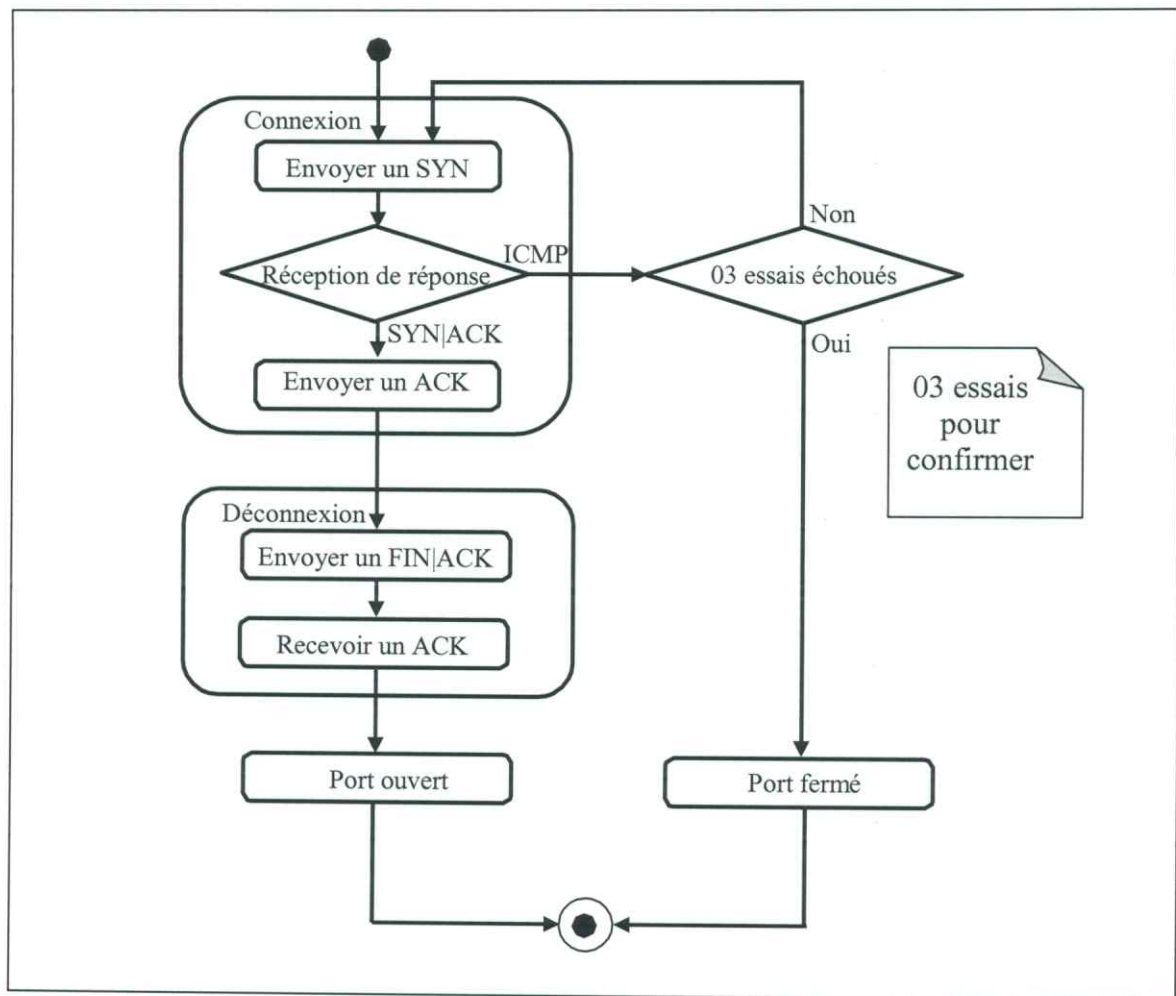 Connexion
Envoyer un SYN
Non
ICMP
Réception de réponse
03 essais échoués
SYN|ACK
Oui
Envoyer un ACK
03 essais
pour
confirmer
Déconnexion
Envoyer un FIN|ACK
Recevoir un ACK
Port ouvert
Port fermé